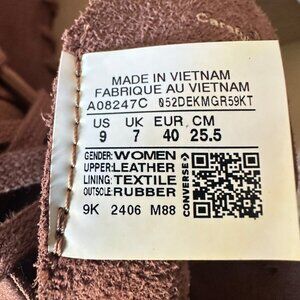 MADE IN VIETNAM
FABRIQUE AU VIETNAM
A08247C 052DEKMGR59KT
US UK EUR CM
9 7 40 25.5
GENDER: WOMEN
UPPER: LEATHER
LINING: TEXTILE
OUTSOLE: RUBBER
9K 2406 M88
CONVERSE